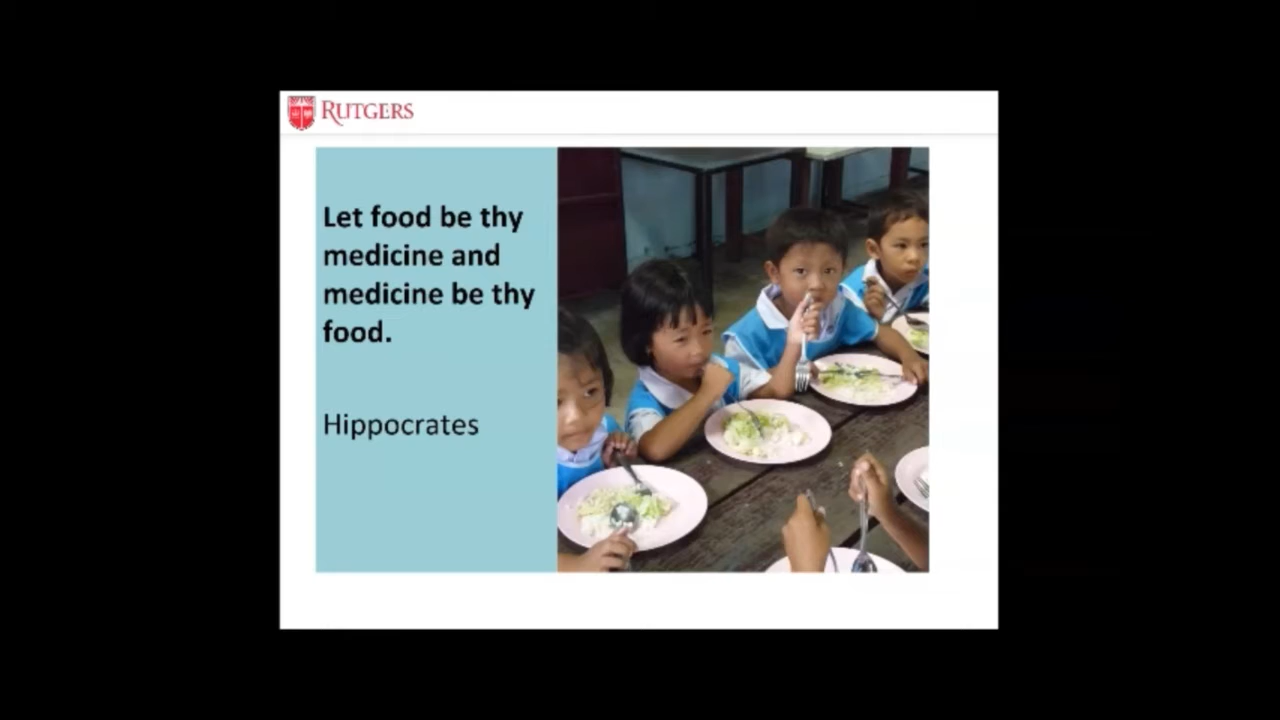 RUTGERS
Let food be thy
medicine and
medicine be thy
food.
Hippocrates